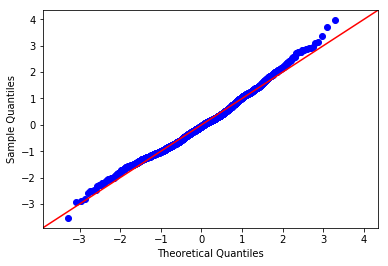 4
3
2
1
0
−1
−2
−3
Sample Quantiles
−3 −2 −1 0 1 2 3 4
Theoretical Quantiles